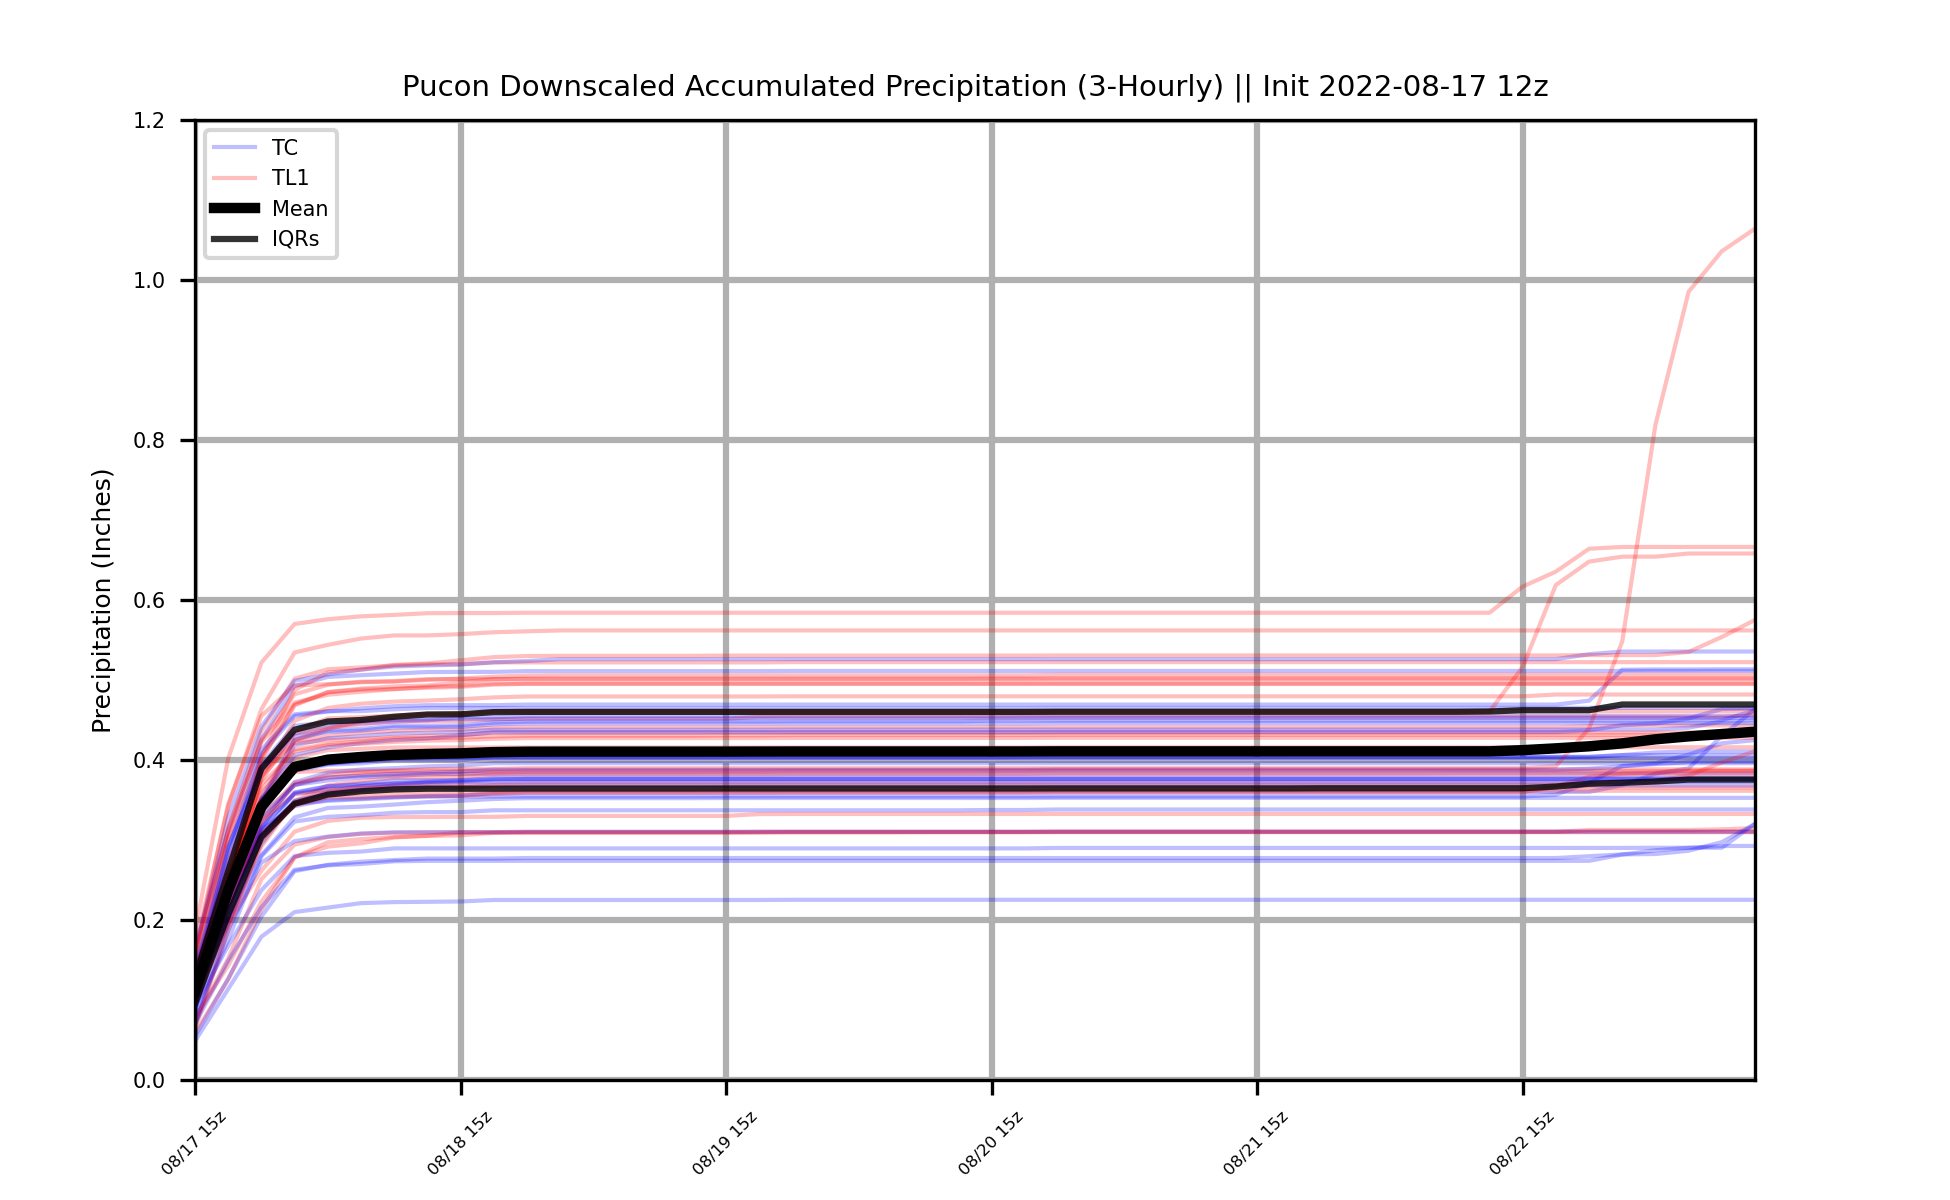 Pucon Downscaled Accumulated Precipitation (3-Hourly) || Init 2022-08-17 12z
1.2
1.0
0.8
0.6
0.4
0.2
0.0
Precipitation (Inches)
TC
TL1
Mean
IQRs
08/17 15z
08/18 15z
08/19 15z
08/20 15z
08/21 15z
08/22 15z